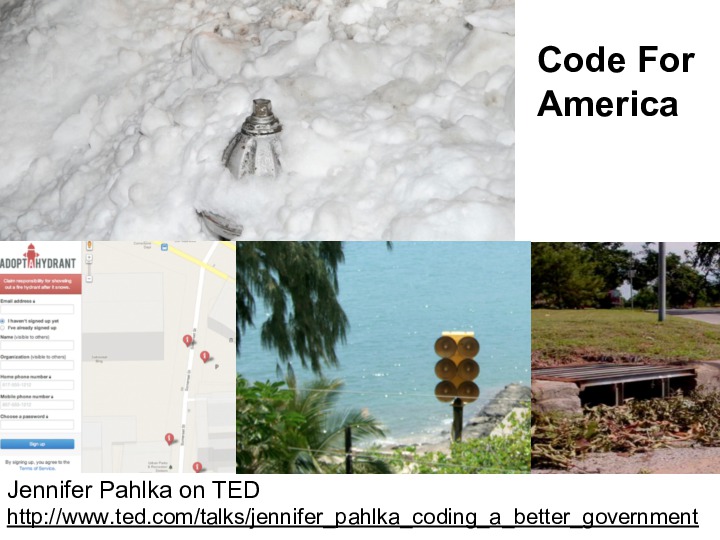 Code For
America
ADOPT A HYDRANT
Claim responsibility for shoveling
out a fire hydrant after it snows.
Email address
I haven't signed up yet
I've already signed up
Name (visible to others)
Organization (visible to others)
Home phone number
Mobile phone number
Choose a password
Sign up
By signing up, you agree to the
Terms of Service.
Jennifer Pahlka on TED
http://www.ted.com/talks/jennifer_pahlka_coding_a_better_government